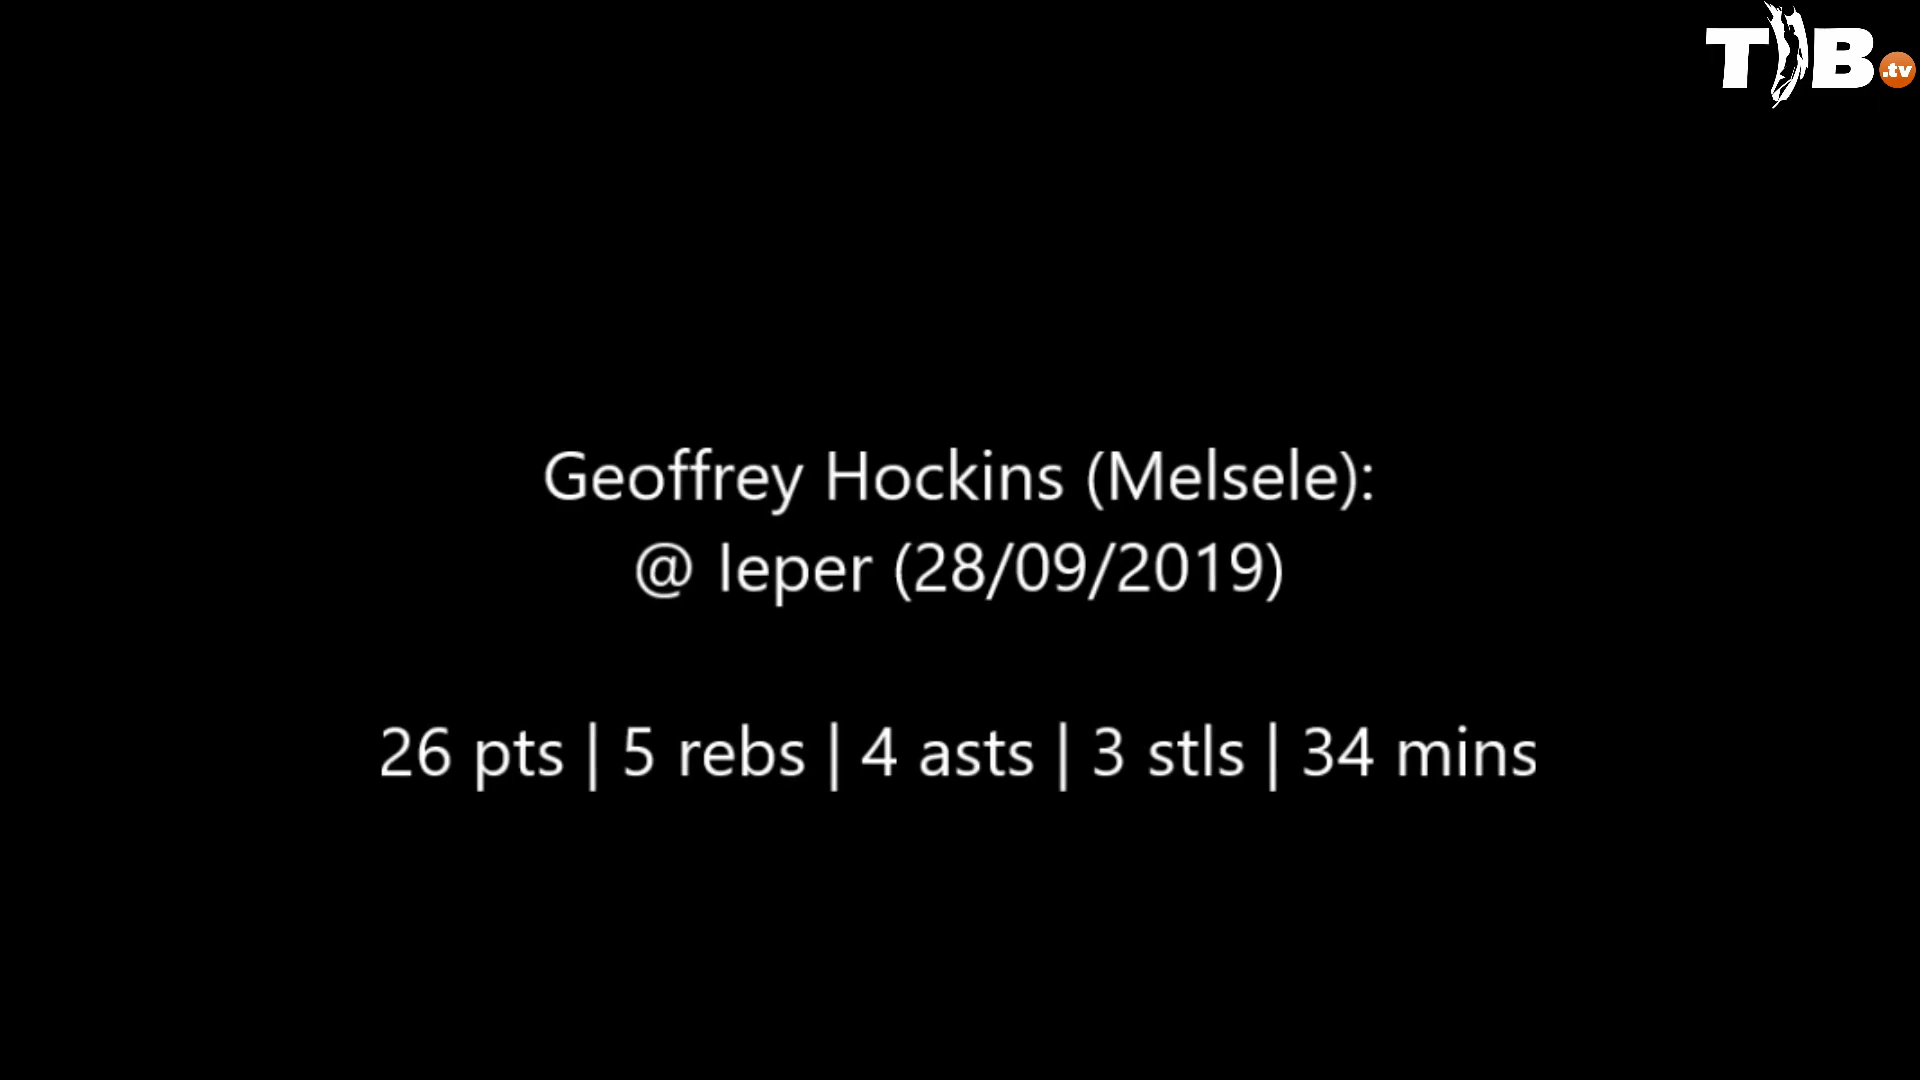 TIB.tv
Geoffrey Hockins (Melsele):
@ Ieper (28/09/2019)
26 pts | 5 rebs | 4 asts | 3 stls | 34 mins